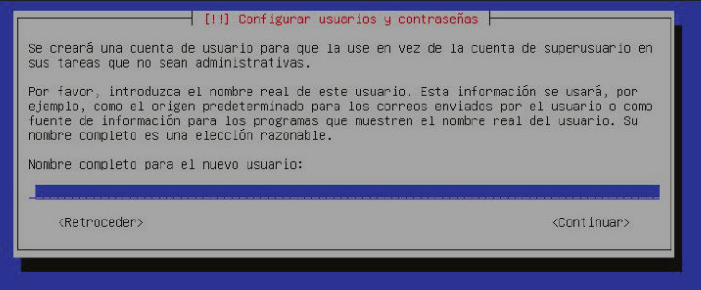 [!!] Configurar usuarios y contraseñas
Se creará una cuenta de usuario para que la use en vez de la cuenta de superusuario en
sus tareas que no sean administrativas.
Por favor, introduzca el nombre real de este usuario. Esta información se usará, por
ejemplo, como el origen predeterminado para los correos enviados por el usuario o como
fuente de información para los programas que muestren el nombre real del usuario. Su
nombre completo es una elección razonable.
Nombre completo para el nuevo usuario:
<Retroceder> <Continuar>